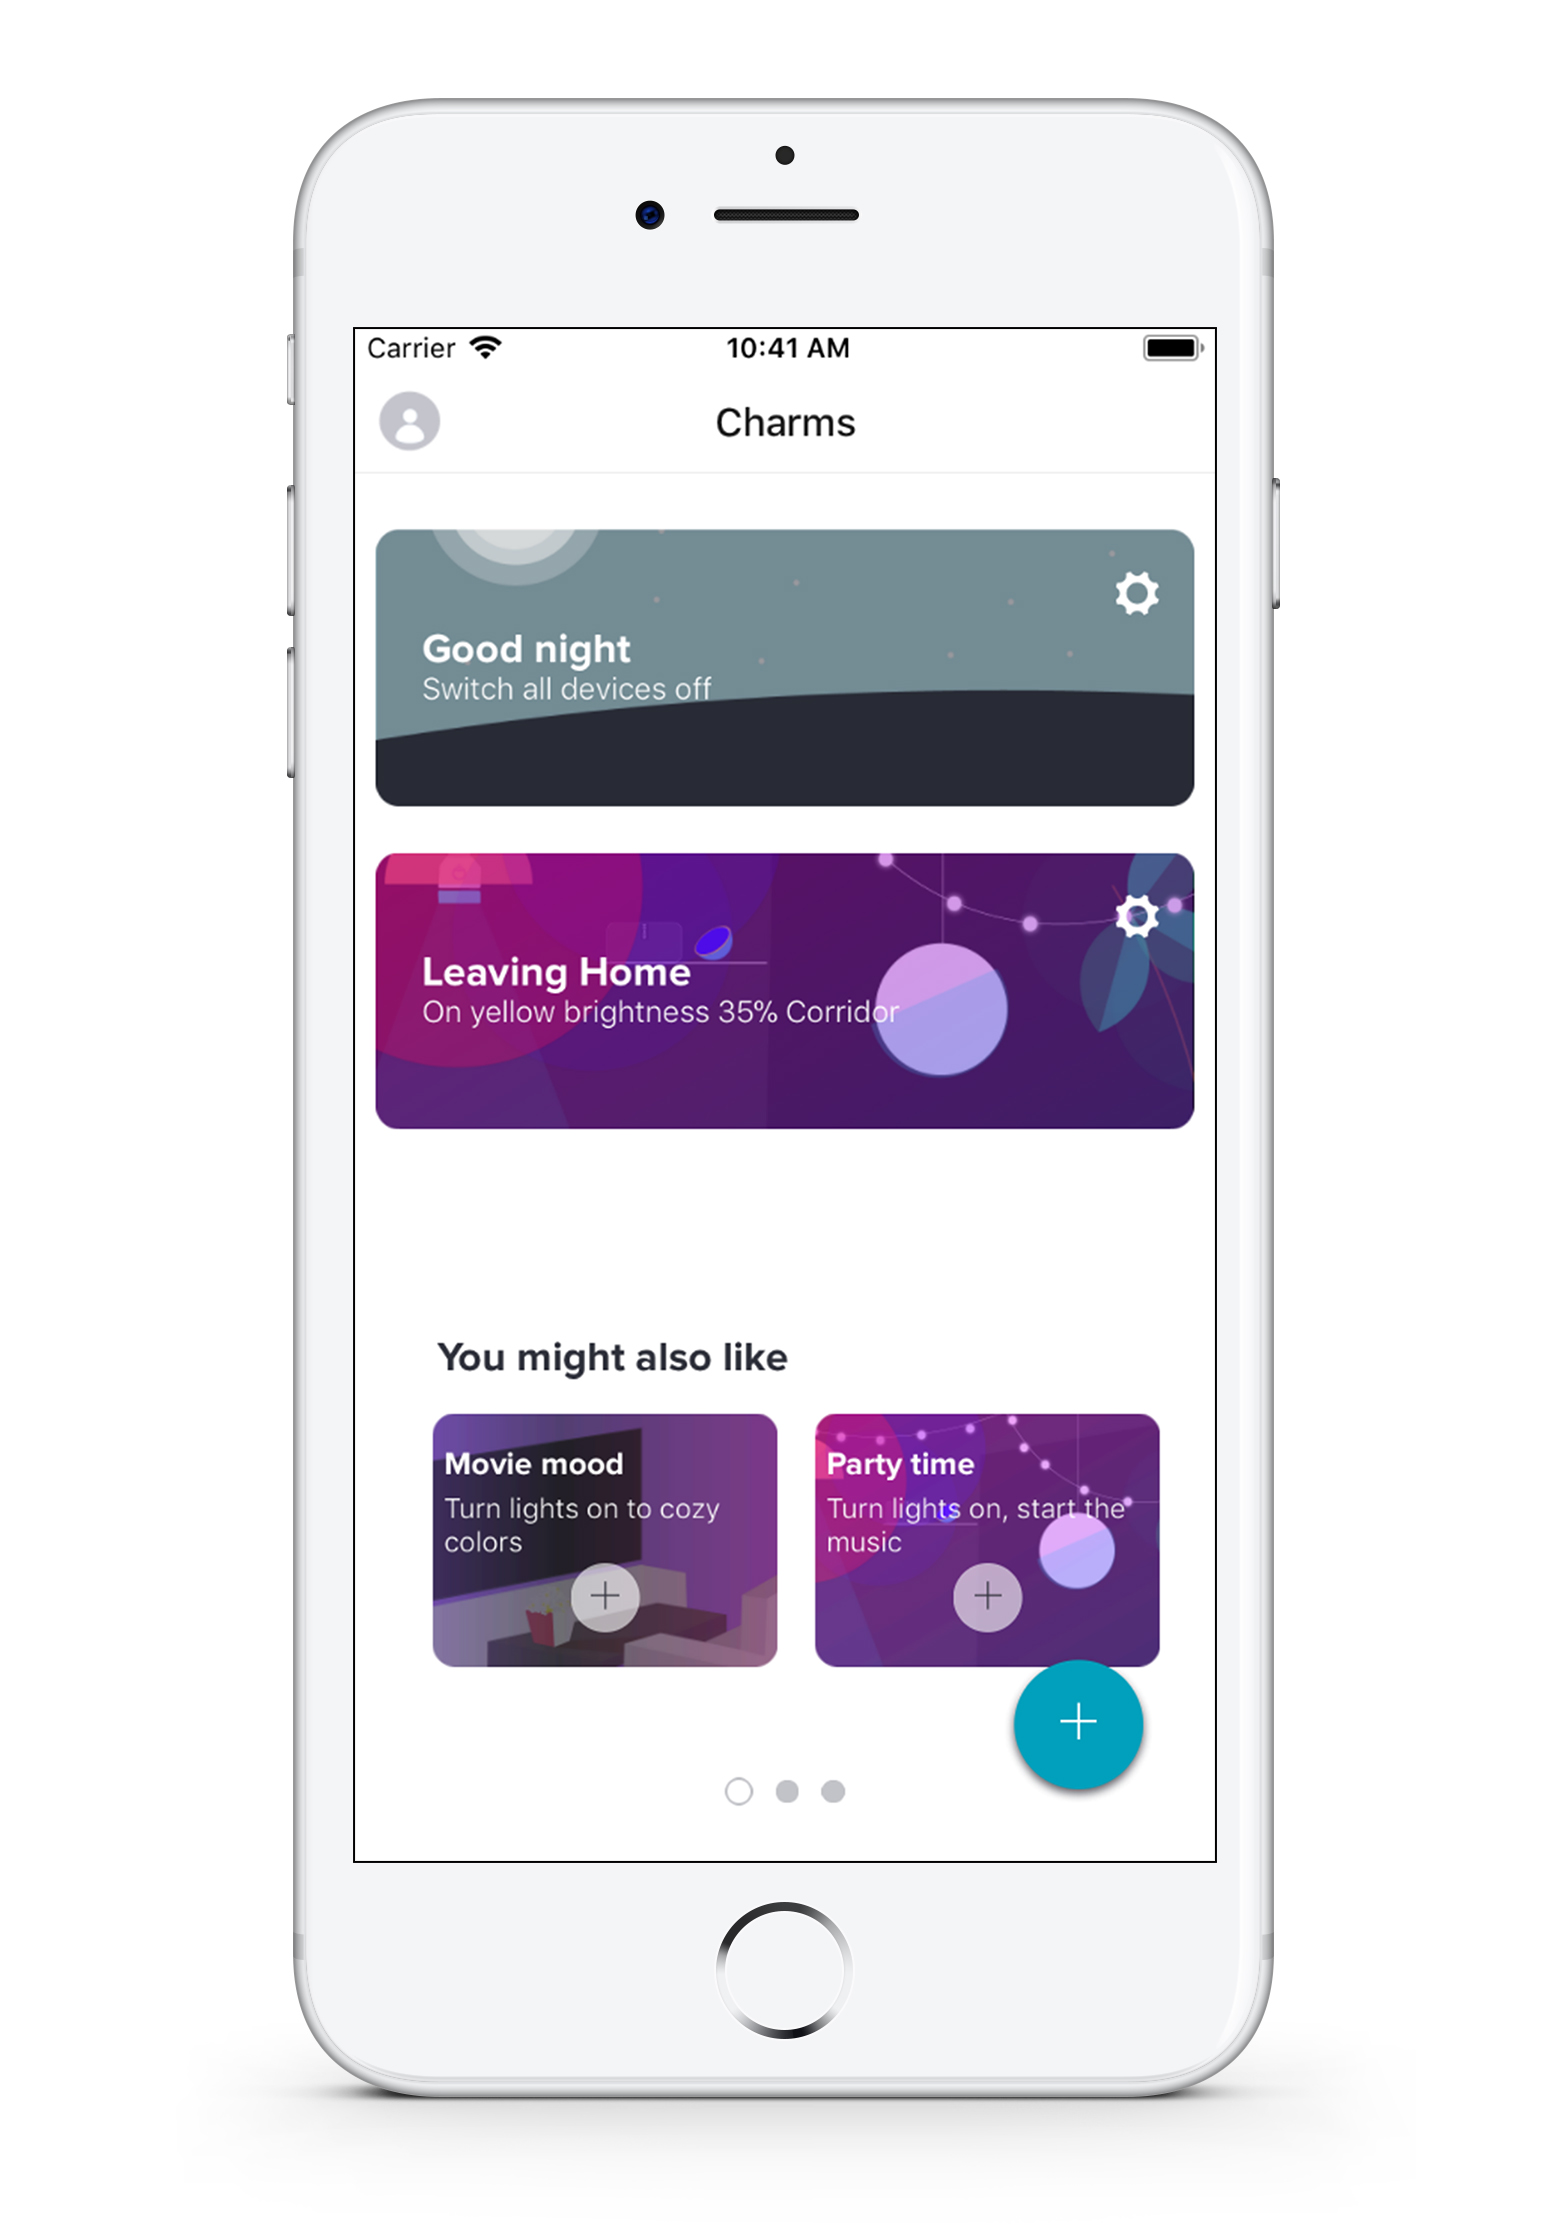 Carrier 10:41 AM
Charms
Good night
Switch all devices off
Leaving Home
On yellow brightness 35% Corridor
You might also like
Movie mood
Turn lights on to cozy
colors
Party time
Turn lights on, start the
music